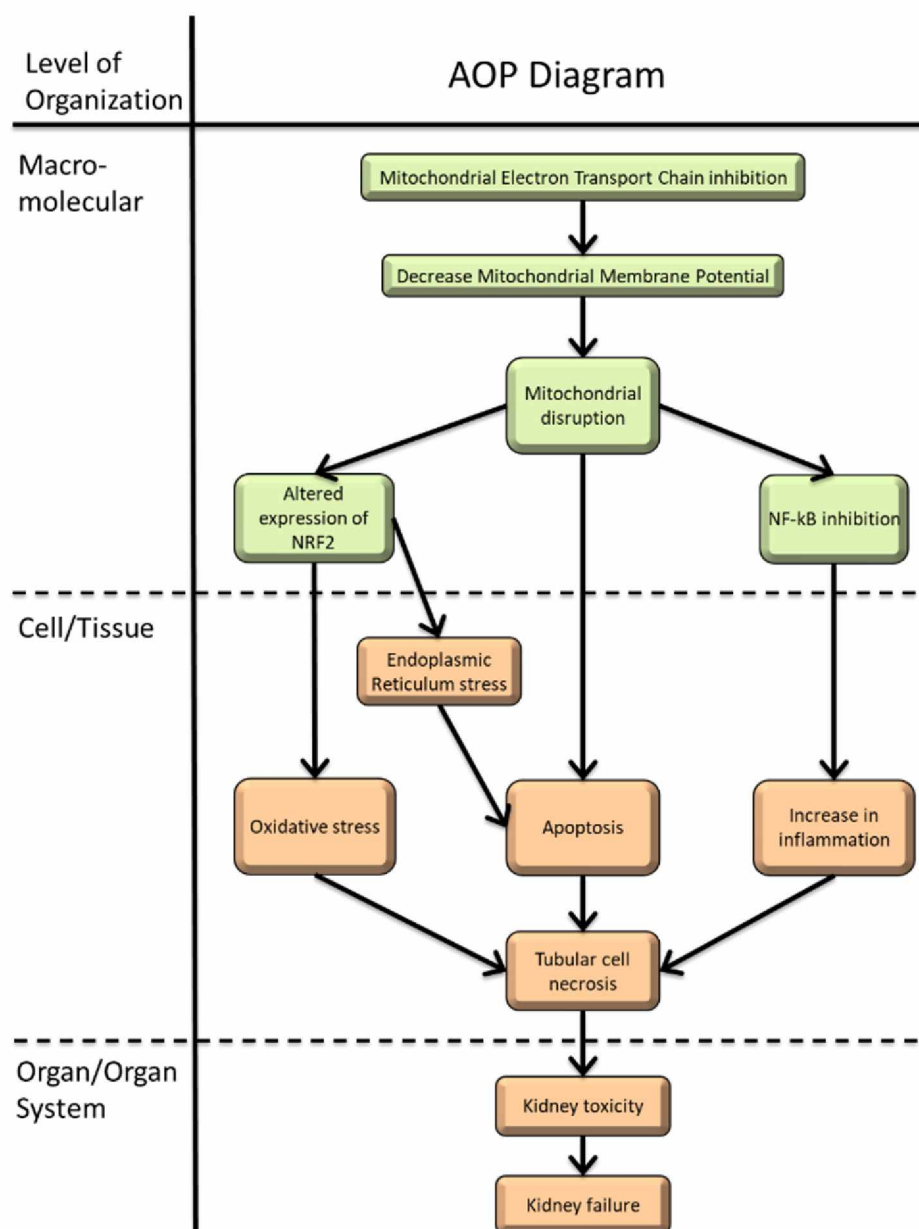 Level of
Organization
AOP Diagram
Macro-
molecular
Mitochondrial Electron Transport Chain inhibition
Decrease Mitochondrial Membrane Potential
Mitochondrial
disruption
Altered
expression of
NRF2
NF-kB inhibition
Cell/Tissue
Endoplasmic
Reticulum stress
Oxidative stress
Apoptosis
Increase in
inflammation
Tubular cell
necrosis
Organ/Organ
System
Kidney toxicity
Kidney failure